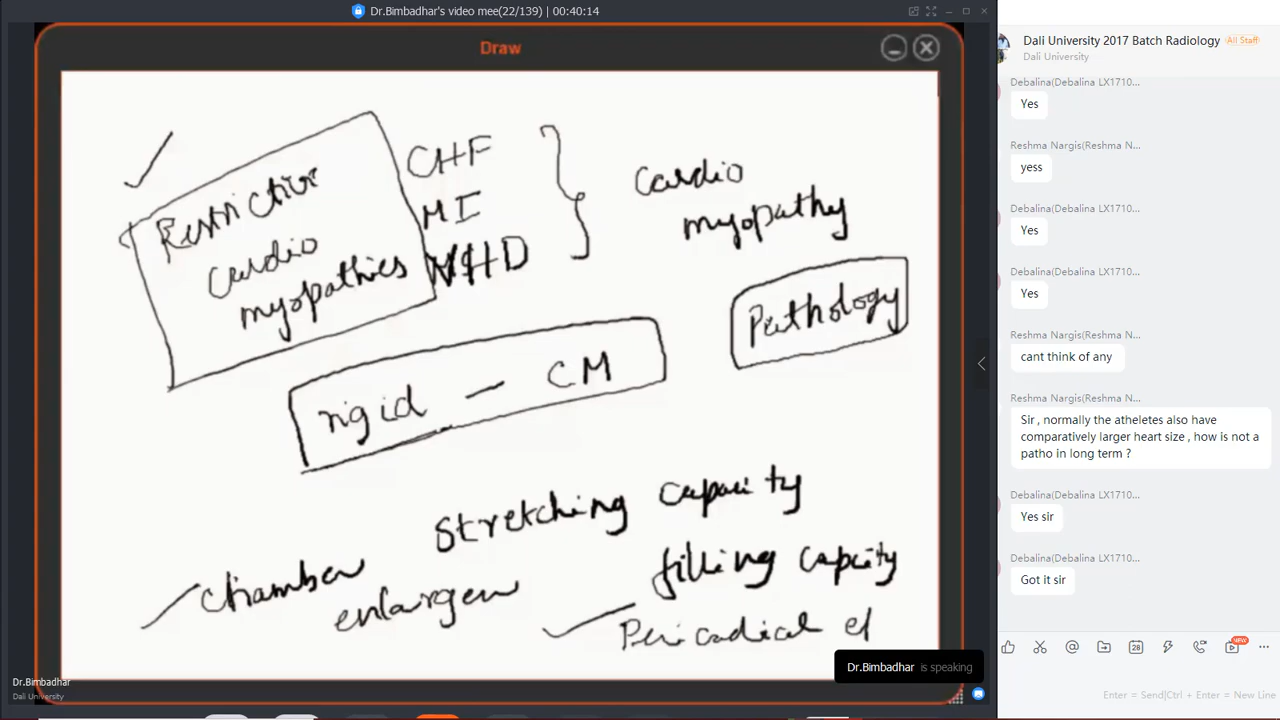 Dr.Bimbadhar's video mee(22/139) | 00:40:14
Draw
Restrictive
cardio
myopathies
CHF
MI
VHD
cardio
myopathy
Pathology
rigid — CM
stretching capacity
chamber
enlargen
filling capacity
Pericadical ef
Dr.Bimbadhar
Dali University
Dr.Bimbadhar is speaking
Dali University 2017 Batch Radiology All Staff
Dali University
Debalina(Debalina LX1710...
Yes
Reshma Nargis(Reshma N...
yess
Debalina(Debalina LX1710...
Yes
Debalina(Debalina LX1710...
Yes
Reshma Nargis(Reshma N...
cant think of any
Reshma Nargis(Reshma N...
Sir , normally the atheletes also have
comparatively larger heart size , how is not a
patho in long term ?
Debalina(Debalina LX1710...
Yes sir
Debalina(Debalina LX1710...
Got it sir
28
NEW
Enter = Send|Ctrl + Enter = New Line